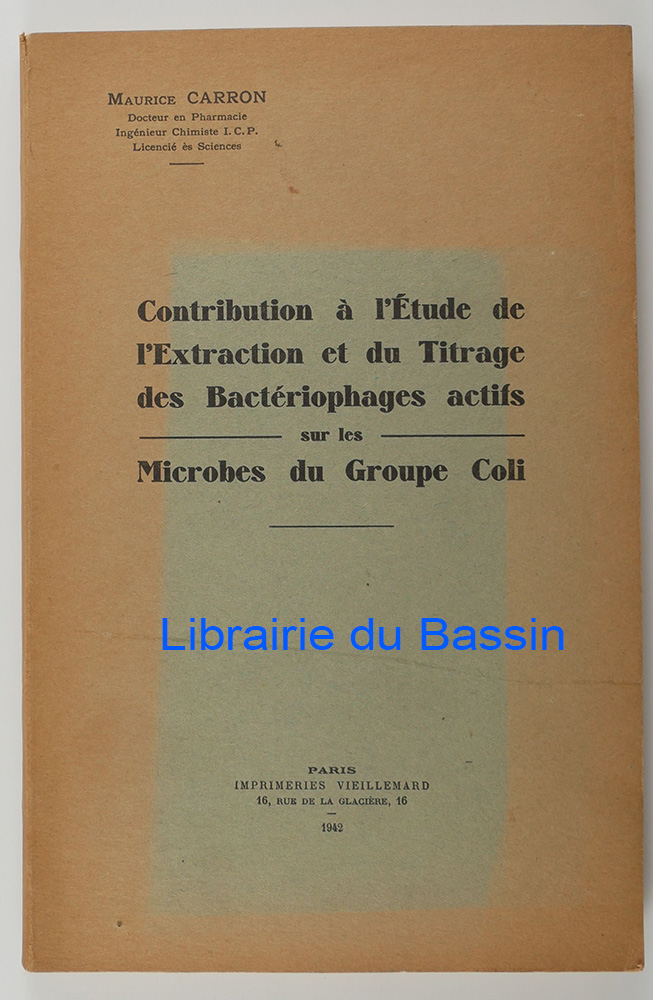 Maurice CARRON
Docteur en Pharmacie
Ingénieur Chimiste I.C.P.
Licencié ès Sciences
Contribution à l'Étude de
l'Extraction et du Titrage
des Bactériophages actifs
sur les
Microbes du Groupe Coli
Librairie du Bassin
PARIS
IMPRIMERIES VIEILLEMARD
16, RUE DE LA GLACIÈRE, 16
1942